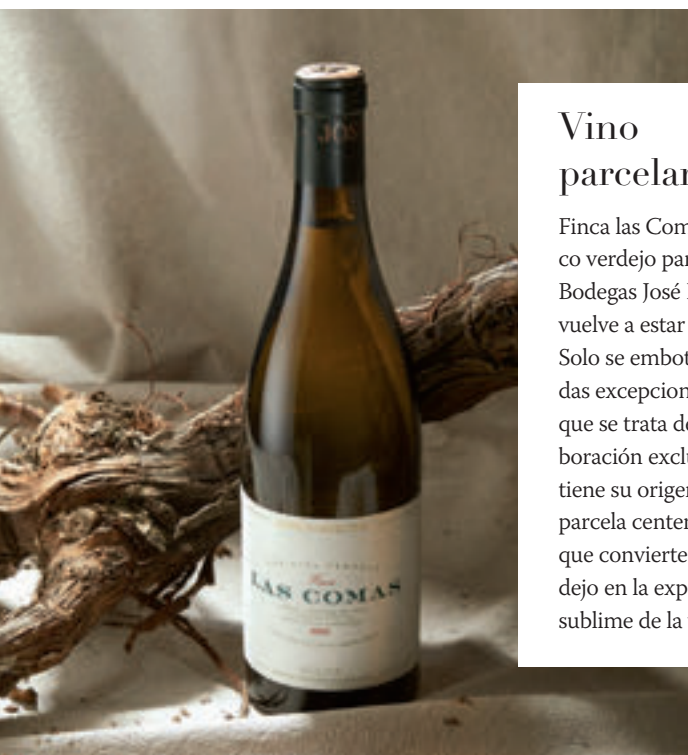 JOS
Finca
LAS COMAS
Vino
parcelar
Finca las Com
co verdejo par
Bodegas José
vuelve a estar
Solo se embot
das excepcion
que se trata de
boración exclu
tiene su origen
parcela center
que convierte
dejo en la exp
sublime de la